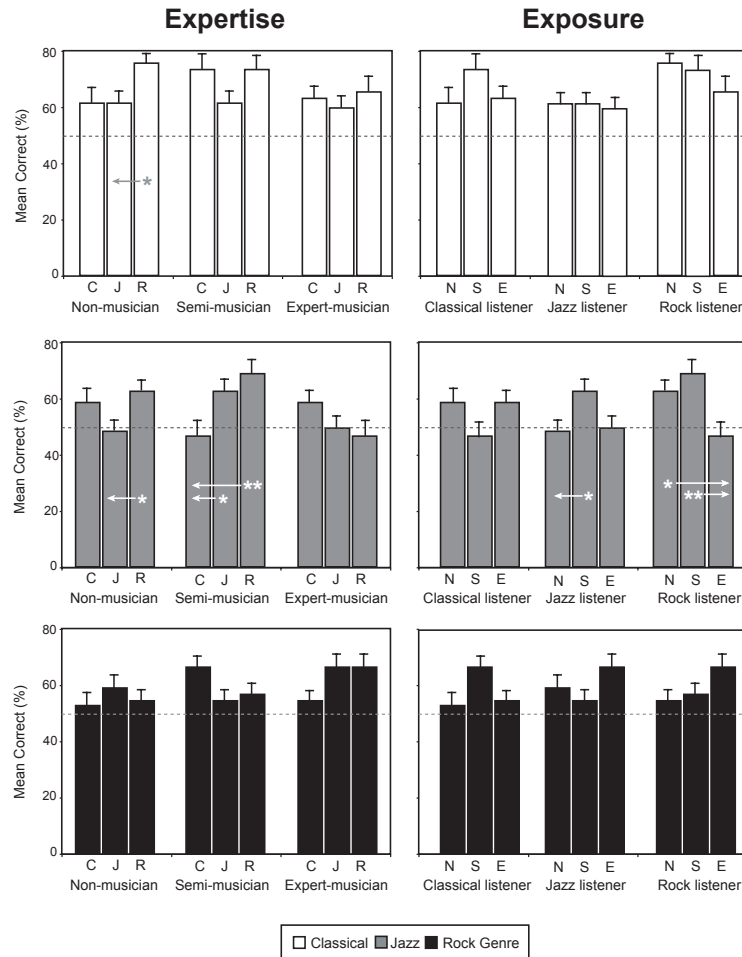 Expertise Exposure
Mean Correct (%)
80
60
40
20
0
*
C J R C J R C J R
Non-musician Semi-musician Expert-musician
N S E N S E N S E
Classical listener Jazz listener Rock listener
Mean Correct (%)
80
60
40
20
0
*
**
*
*
*
**
C J R C J R C J R
Non-musician Semi-musician Expert-musician
N S E N S E N S E
Classical listener Jazz listener Rock listener
Mean Correct (%)
80
60
40
20
0
C J R C J R C J R
Non-musician Semi-musician Expert-musician
N S E N S E N S E
Classical listener Jazz listener Rock listener
Classical Jazz Rock Genre